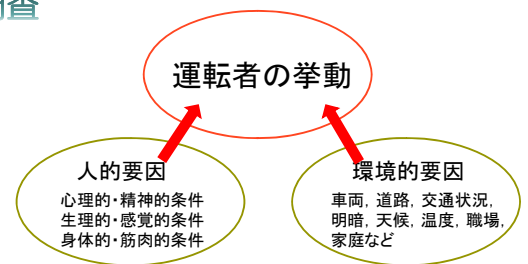 調査
運転者の挙動
人的要因
心理的・精神的条件
生理的・感覚的条件
身体的・筋肉的条件
環境的要因
車両，道路，交通状況，
明暗，天候，温度，職場，
家庭など